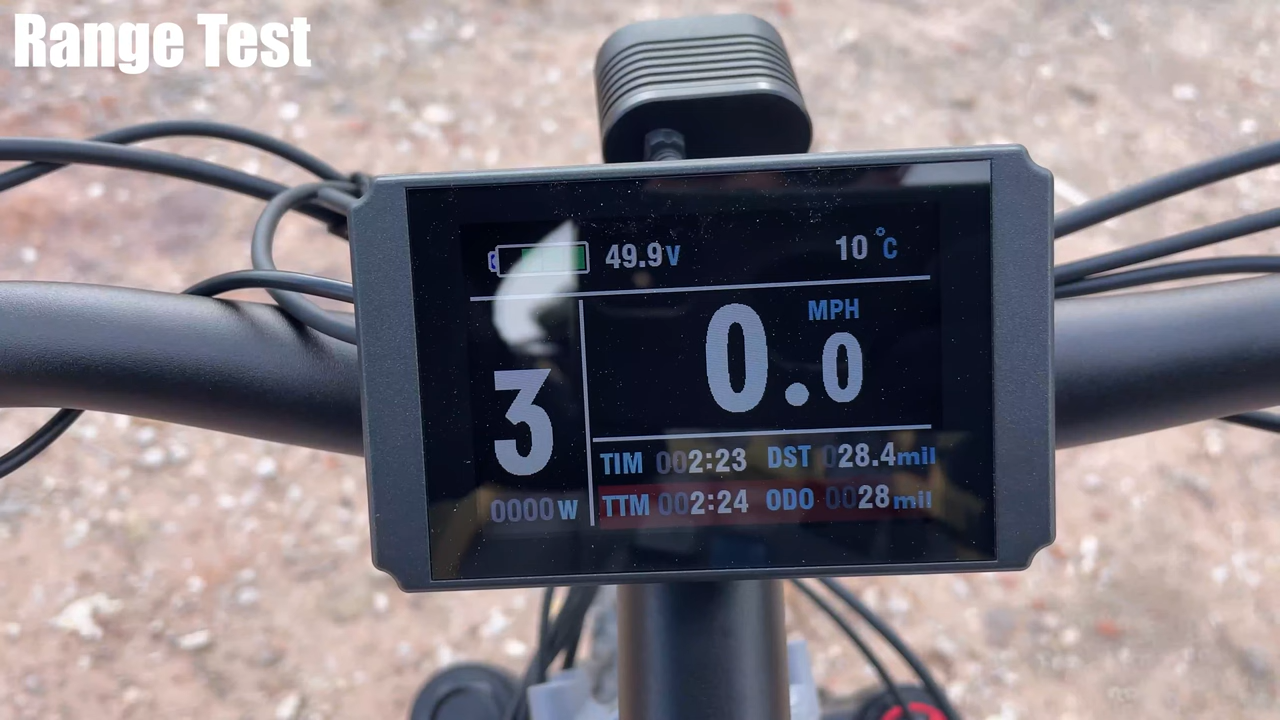 Range Test
49.9V 10 °C
MPH
3 0.0
TIM 002:23 DST 028.4mil
0000W TTM 002:24 ODO 0028mil